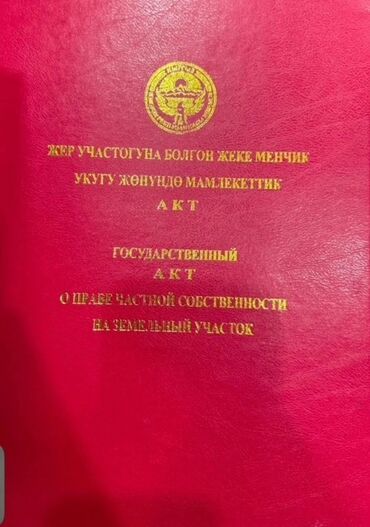 ЖЕР УЧАСТОГУНА БОЛГОН ЖЕКЕ МЕНЧИК
УКУГУ ЖӨНҮНДӨ МАМЛЕКЕТТИК
АКТ
ГОСУДАРСТВЕННЫЙ
АКТ
О ПРАВЕ ЧАСТНОЙ СОБСТВЕННОСТИ
НА ЗЕМЕЛЬНЫЙ УЧАСТОК